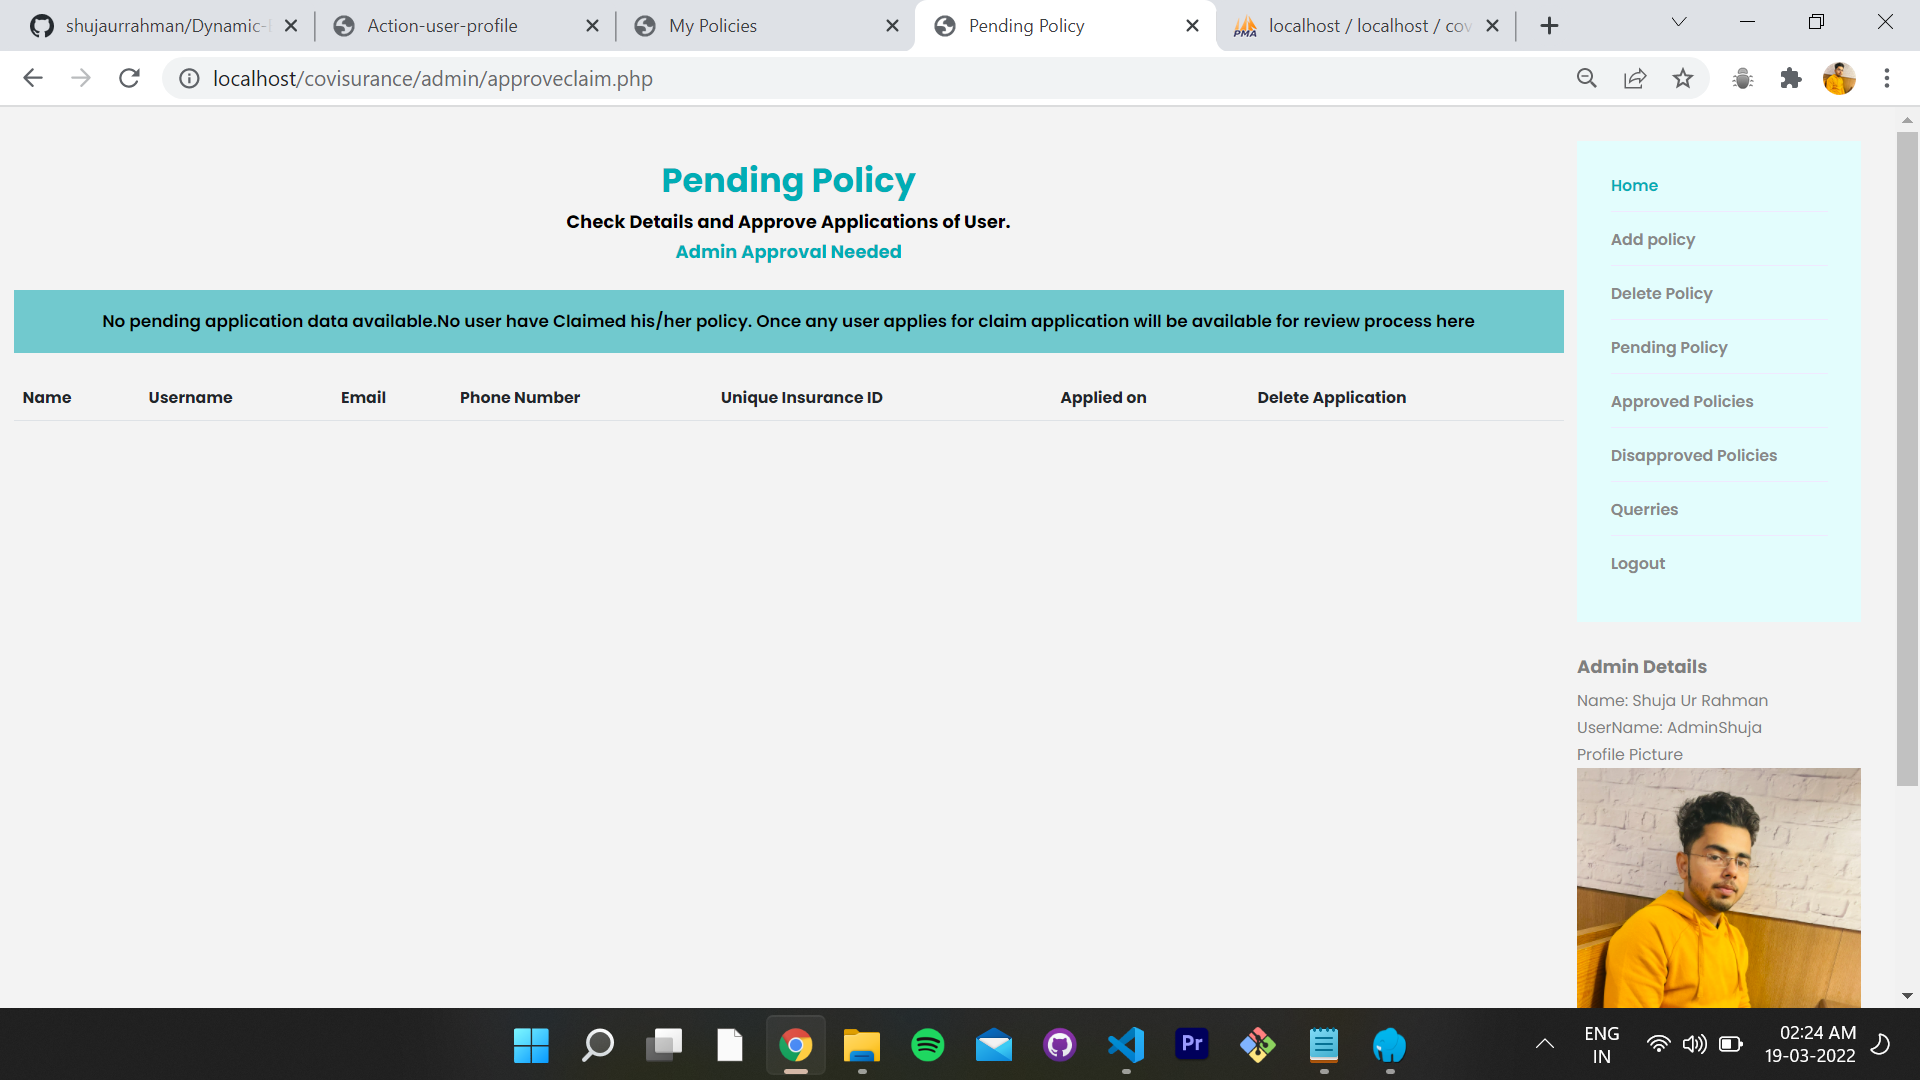 shujaurrahman/Dynamic-
Action-user-profile
My Policies
Pending Policy
localhost / localhost / cov
localhost/covisurance/admin/approveclaim.php
Pending Policy
Check Details and Approve Applications of User.
Admin Approval Needed
No pending application data available.No user have Claimed his/her policy. Once any user applies for claim application will be available for review process here
Name Username Email Phone Number Unique Insurance ID Applied on Delete Application
Home
Add policy
Delete Policy
Pending Policy
Approved Policies
Disapproved Policies
Querries
Logout
Admin Details
Name: Shuja Ur Rahman
UserName: AdminShuja
Profile Picture
PMA
Pr
ENG
IN
02:24 AM
19-03-2022